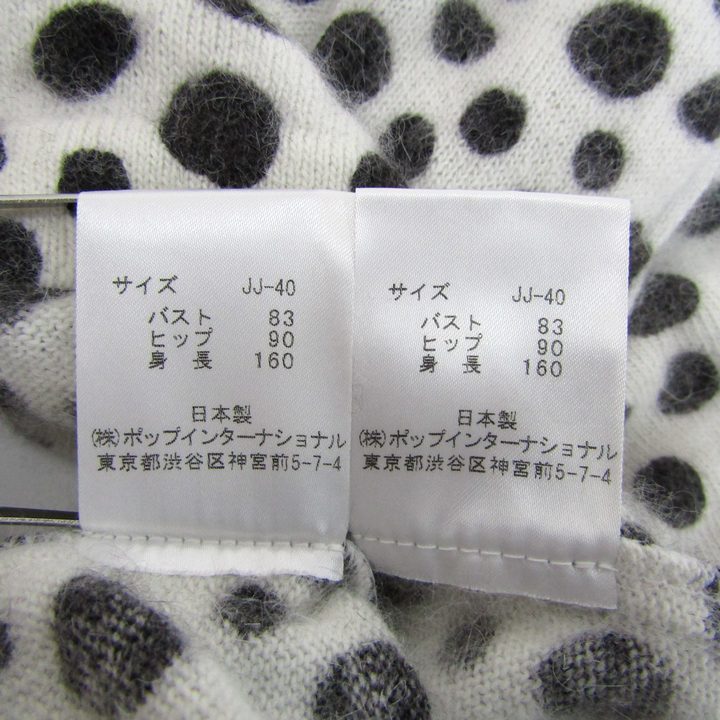 サイズ JJ-40
バスト 83
ヒップ 90
身長 160
日本製
(株)ポップインターナショナル
東京都渋谷区神宮前5-7-4
サイズ JJ-40
バスト 83
ヒップ 90
身長 160
日本製
(株)ポップインターナショナル
東京都渋谷区神宮前5-7-4